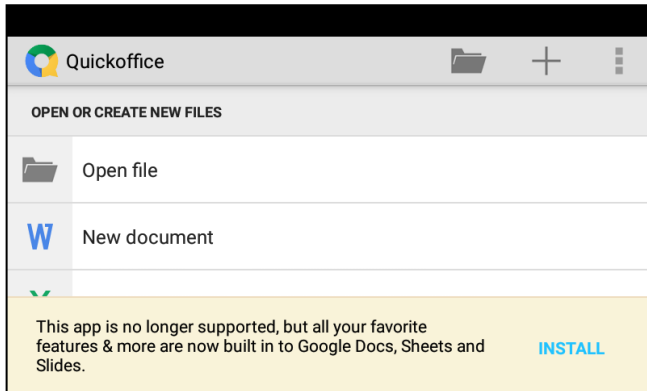 Quickoffice
OPEN OR CREATE NEW FILES
Open file
W New document
This app is no longer supported, but all your favorite
features & more are now built in to Google Docs, Sheets and
Slides.
INSTALL